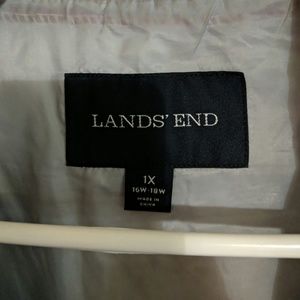 LANDS' END
1X
16W-18W
MADE IN
CHINA